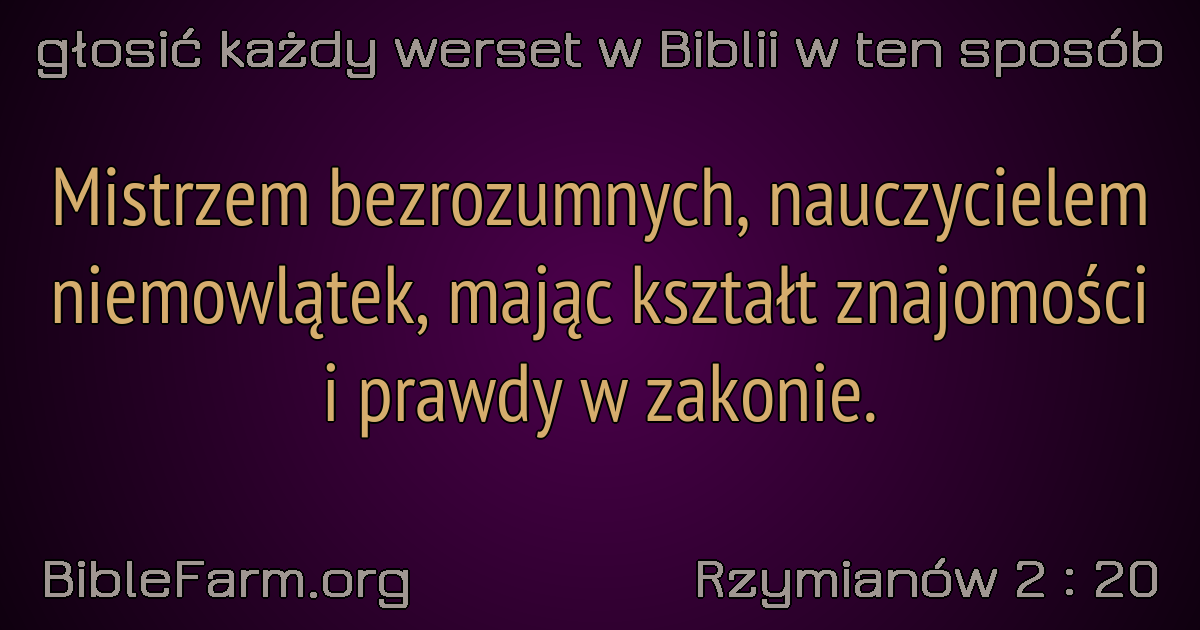 głosić każdy werset w Biblii w ten sposób
Mistrzem bezrozumnych, nauczycielem
niemowlątek, mając kształt znajomości
i prawdy w zakonie.
BibleFarm.org
Rzymianów 2 : 20